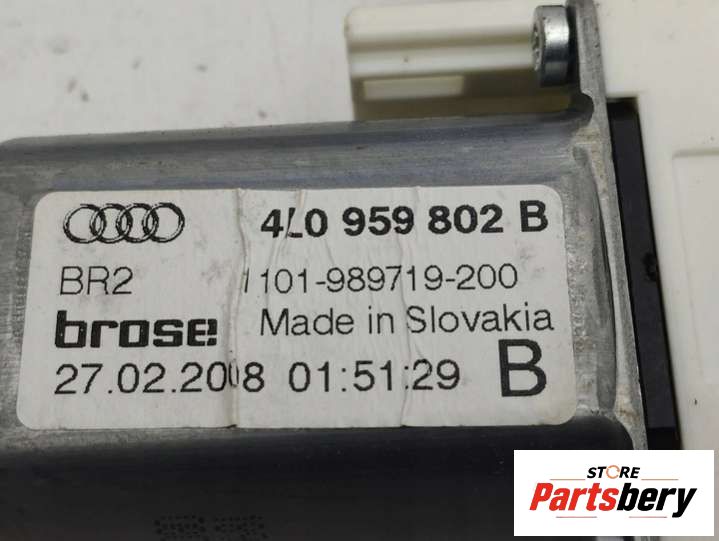 4L0 959 802 B
BR2 1101-989719-200
brose Made in Slovakia
27.02.2008 01:51:29 B
STORE
Partsbery